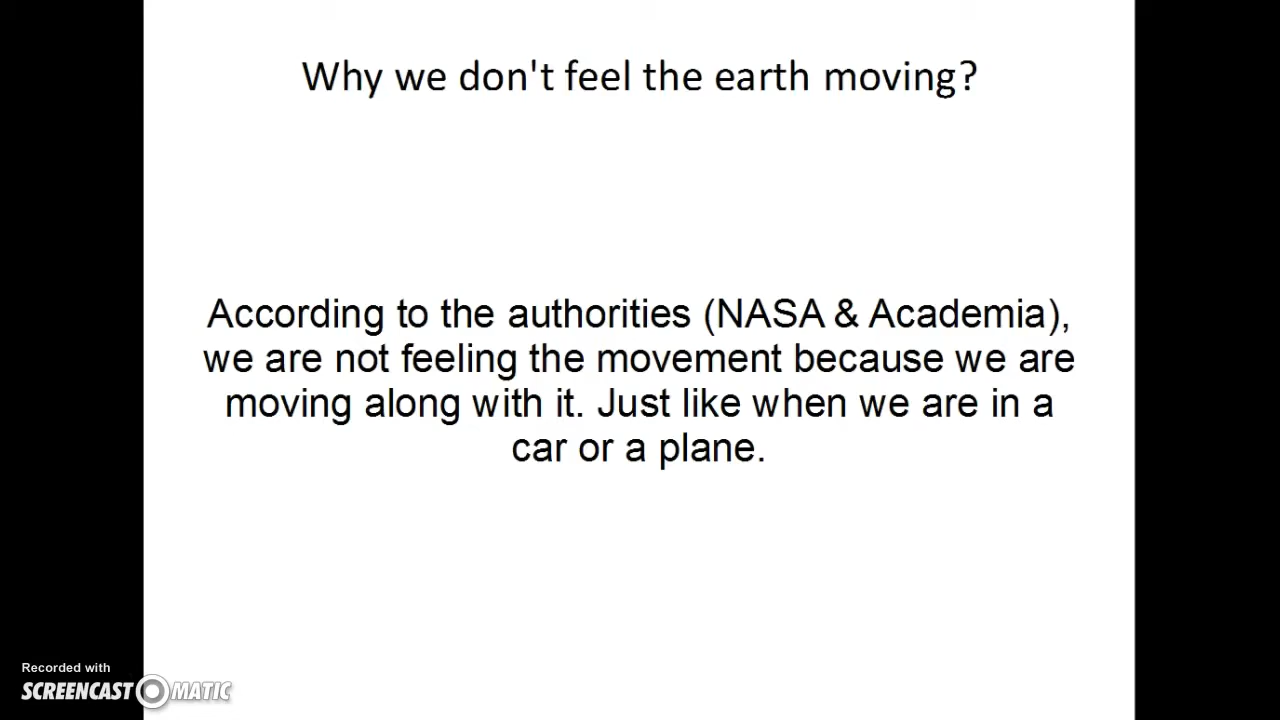 Why we don't feel the earth moving?
According to the authorities (NASA & Academia),
we are not feeling the movement because we are
moving along with it. Just like when we are in a
car or a plane.
Recorded with
SCREENCAST MATIC